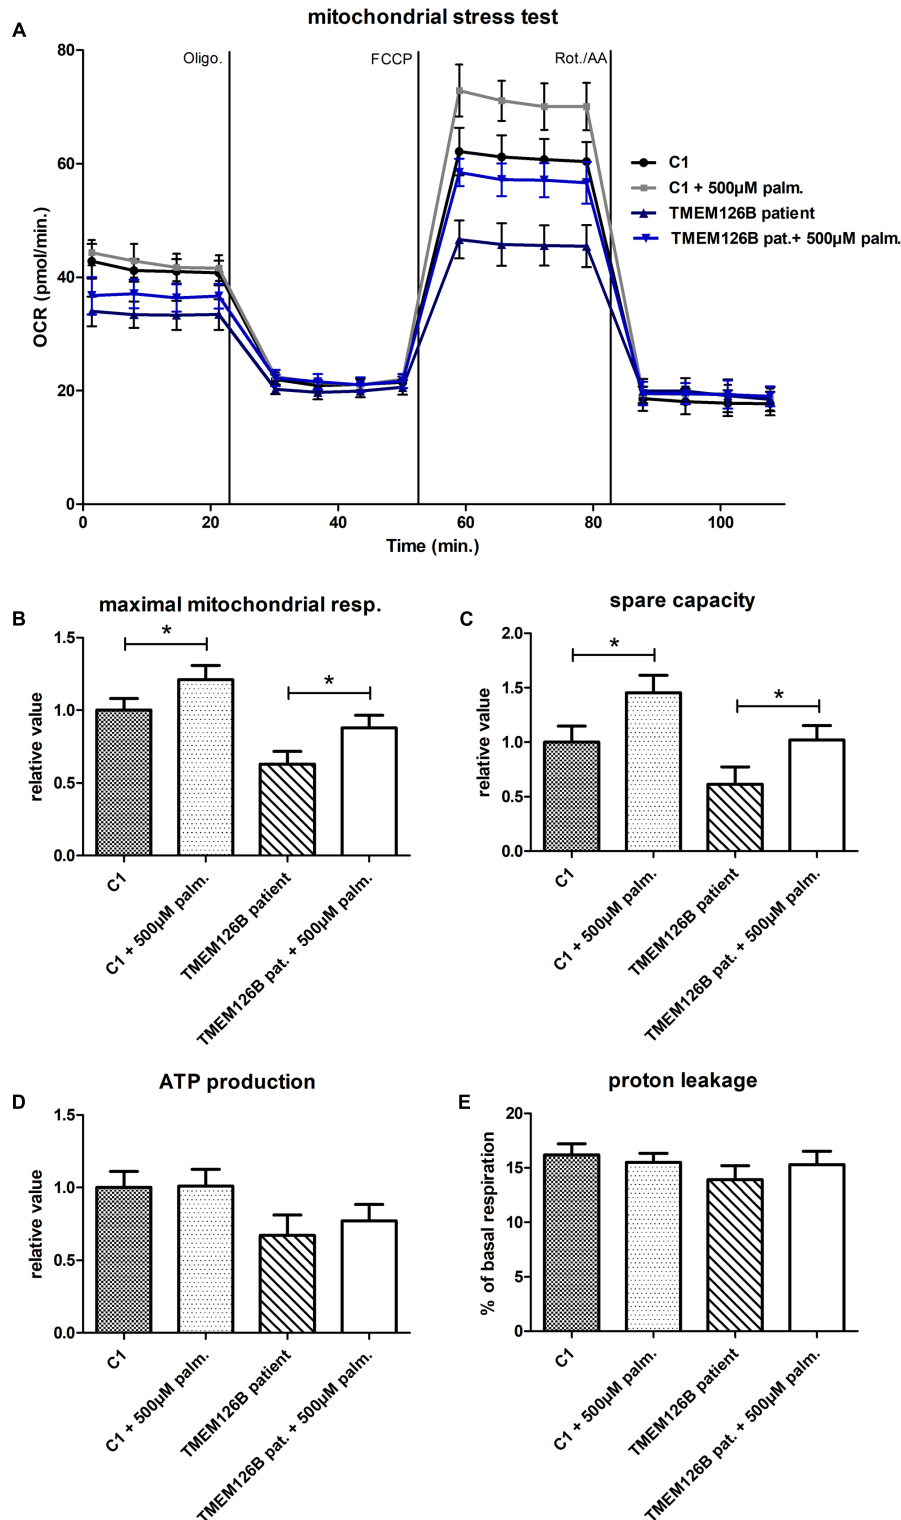 A
mitochondrial stress test
Oligo.
FCCP
Rot./AA
80
60
40
20
0
OCR (pmol/min.)
0 20 40 60 80 100
Time (min.)
C1
C1 + 500µM palm.
TMEM126B patient
TMEM126B pat.+ 500µM palm.
B
maximal mitochondrial resp.
1.5
1.0
0.5
0.0
relative value
*
*
C1
C1 + 500µM palm.
TMEM126B patient
TMEM126B pat. + 500µM palm.
C
spare capacity
2.0
1.5
1.0
0.5
0.0
relative value
*
*
C1
C1 + 500µM palm.
TMEM126B patient
TMEM126B pat. + 500µM palm.
D
ATP production
1.5
1.0
0.5
0.0
relative value
C1
C1 + 500µM palm.
TMEM126B patient
TMEM126B pat. + 500µM palm.
E
proton leakage
20
15
10
5
0
% of basal respiration
C1
C1 + 500µM palm.
TMEM126B patient
TMEM126B pat. + 500µM palm.